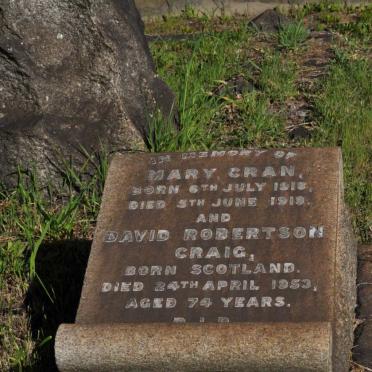 IN MEMORY OF
MARY CRAN,
BORN 6TH JULY 1818,
DIED 5TH JUNE 1919,
AND
DAVID ROBERTSON
CRAIG,
BORN SCOTLAND.
DIED 24TH APRIL 1953,
AGED 74 YEARS.
R.I.P.